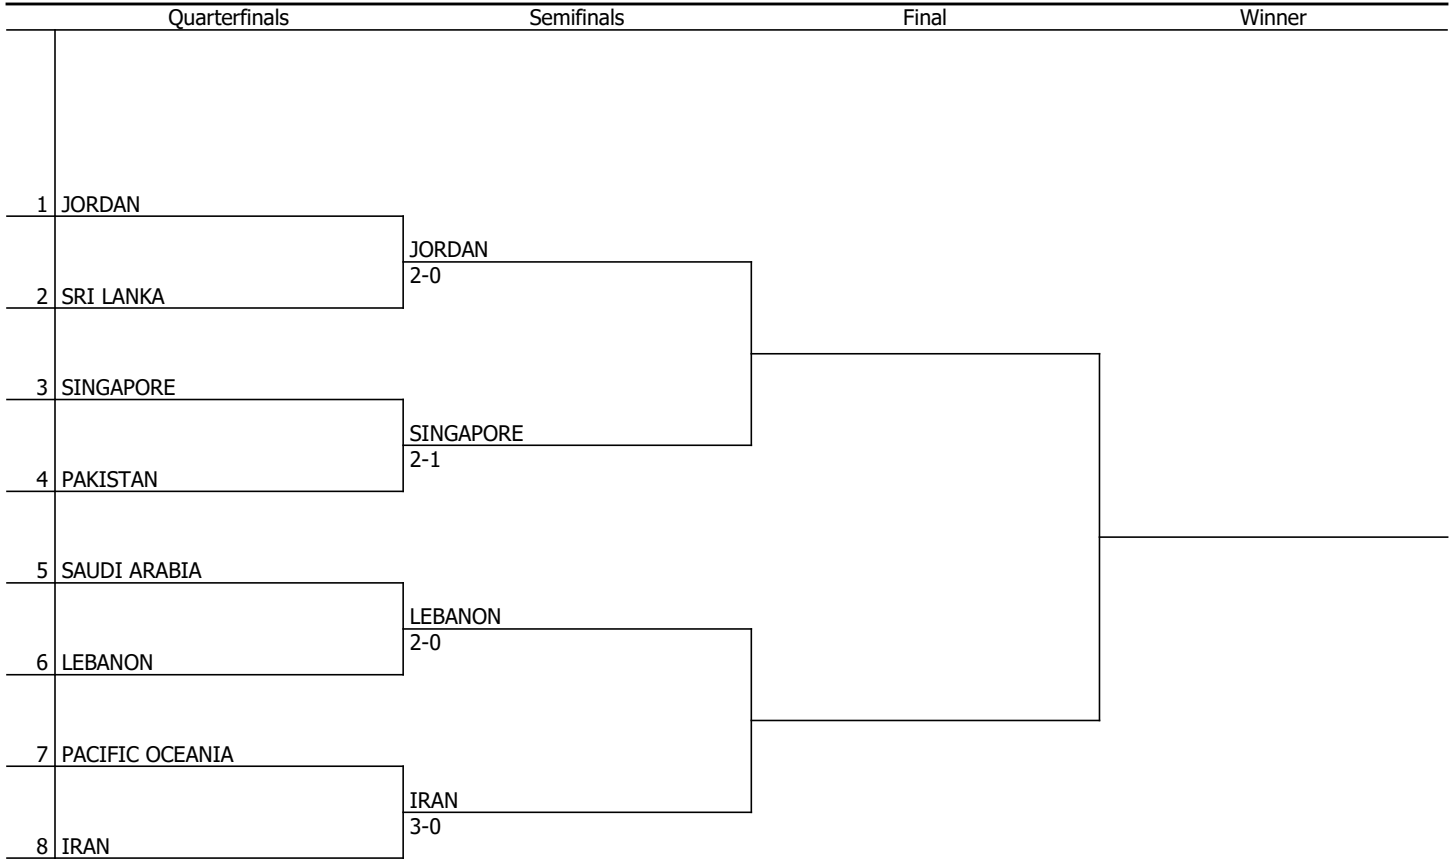 Quarterfinals Semifinals Final Winner
1 JORDAN
JORDAN
2-0
2 SRI LANKA
3 SINGAPORE
SINGAPORE
2-1
4 PAKISTAN
5 SAUDI ARABIA
LEBANON
2-0
6 LEBANON
7 PACIFIC OCEANIA
IRAN
3-0
8 IRAN